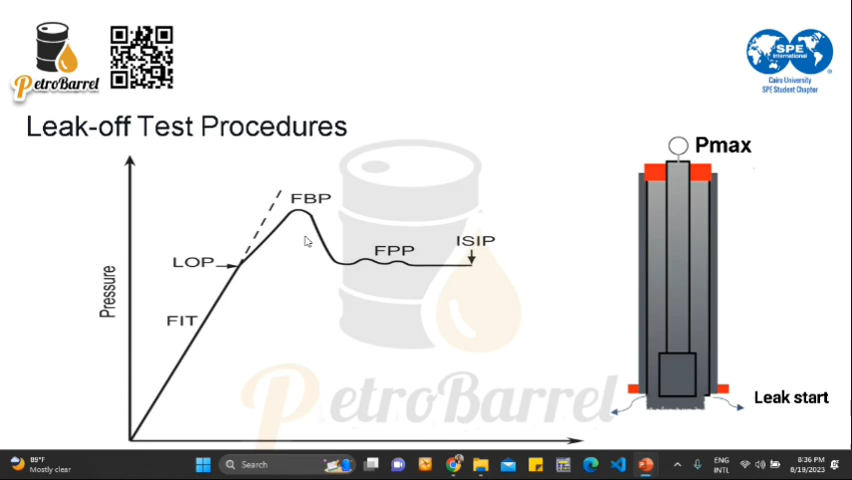 PetroBarrel
SPE
International
Cairo University
SPE Student Chapter
Leak-off Test Procedures
Pmax
FBP
ISIP
FPP
LOP
Pressure
FIT
PetroBarrel
Leak start
89°F
Mostly clear
Search
ENG
INTL
8:36 PM
8/19/2023